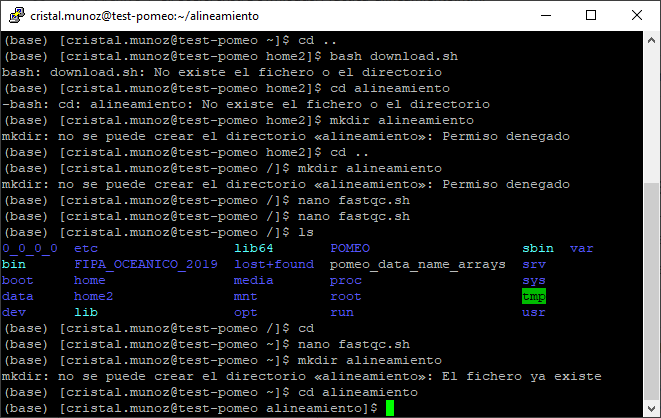 cristal.munoz@test-pomeo:~/alineamiento
(base) [cristal.munoz@test-pomeo ~]$ cd ..
(base) [cristal.munoz@test-pomeo home2]$ bash download.sh
bash: download.sh: No existe el fichero o el directorio
(base) [cristal.munoz@test-pomeo home2]$ cd alineamiento
-bash: cd: alineamiento: No existe el fichero o el directorio
(base) [cristal.munoz@test-pomeo home2]$ mkdir alineamiento
mkdir: no se puede crear el directorio «alineamiento»: Permiso denegado
(base) [cristal.munoz@test-pomeo home2]$ cd ..
(base) [cristal.munoz@test-pomeo /]$ mkdir alineamiento
mkdir: no se puede crear el directorio «alineamiento»: Permiso denegado
(base) [cristal.munoz@test-pomeo /]$ nano fastqc.sh
(base) [cristal.munoz@test-pomeo /]$ nano fastqc.sh
(base) [cristal.munoz@test-pomeo /]$ ls
0_0_0_0 etc lib64 POMEO sbin var
bin FIPA_OCEANICO_2019 lost+found pomeo_data_name_arrays srv
boot home media proc sys
data home2 mnt root tmp
dev lib opt run usr
(base) [cristal.munoz@test-pomeo /]$ cd
(base) [cristal.munoz@test-pomeo ~]$ nano fastqc.sh
(base) [cristal.munoz@test-pomeo ~]$ mkdir alineamiento
mkdir: no se puede crear el directorio «alineamiento»: El fichero ya existe
(base) [cristal.munoz@test-pomeo ~]$ cd alineamiento
(base) [cristal.munoz@test-pomeo alineamiento]$